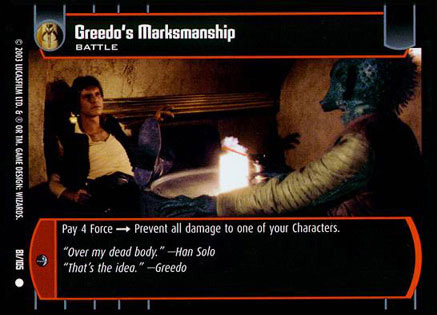 Greedo's Marksmanship
BATTLE
Pay 4 Force → Prevent all damage to one of your Characters.
"Over my dead body." –Han Solo
"That's the idea." –Greedo
© 2003 LUCASFILM LTD. & ® OR TM. GAME DESIGN: WIZARDS.
81/105